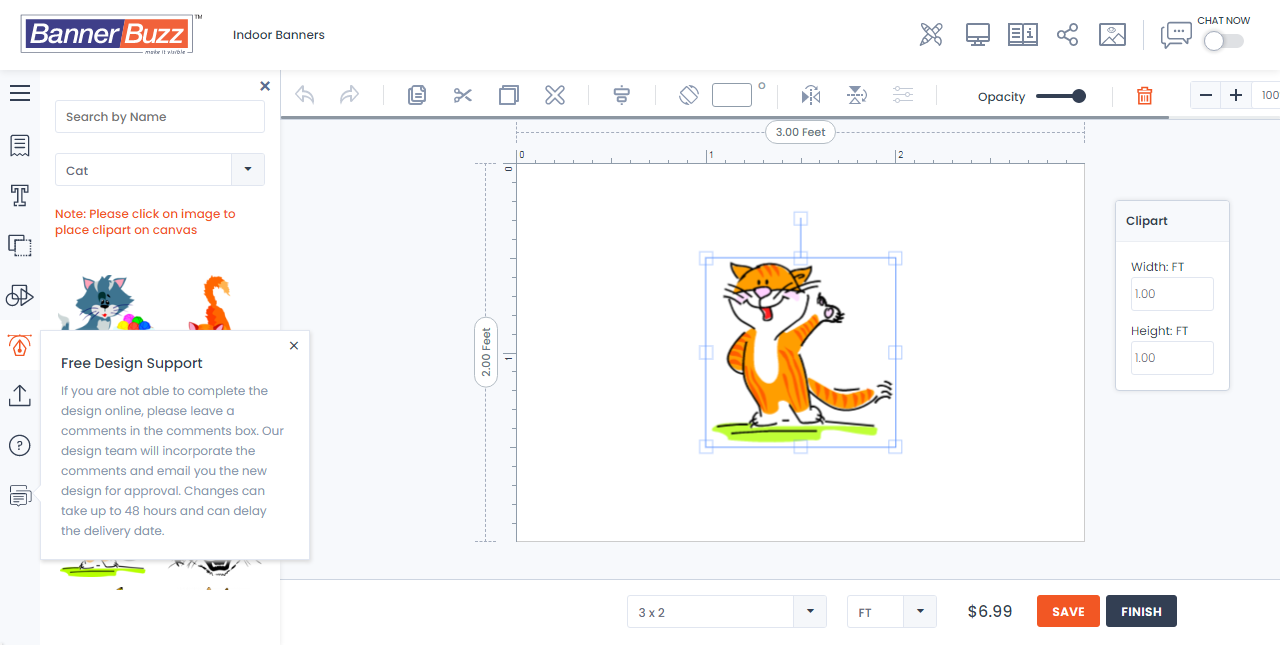 BannerBuzz™
make it visible
Indoor Banners
CHAT NOW
Search by Name
Cat
Note: Please click on image to
place clipart on canvas
Opacity
100
3.00 Feet
0
1
2
0
1
2.00 Feet
Clipart
Width: FT
1.00
Height: FT
1.00
Free Design Support
If you are not able to complete the
design online, please leave a
comments in the comments box. Our
design team will incorporate the
comments and email you the new
design for approval. Changes can
take up to 48 hours and can delay
the delivery date.
3 x 2
FT
$6.99
SAVE
FINISH